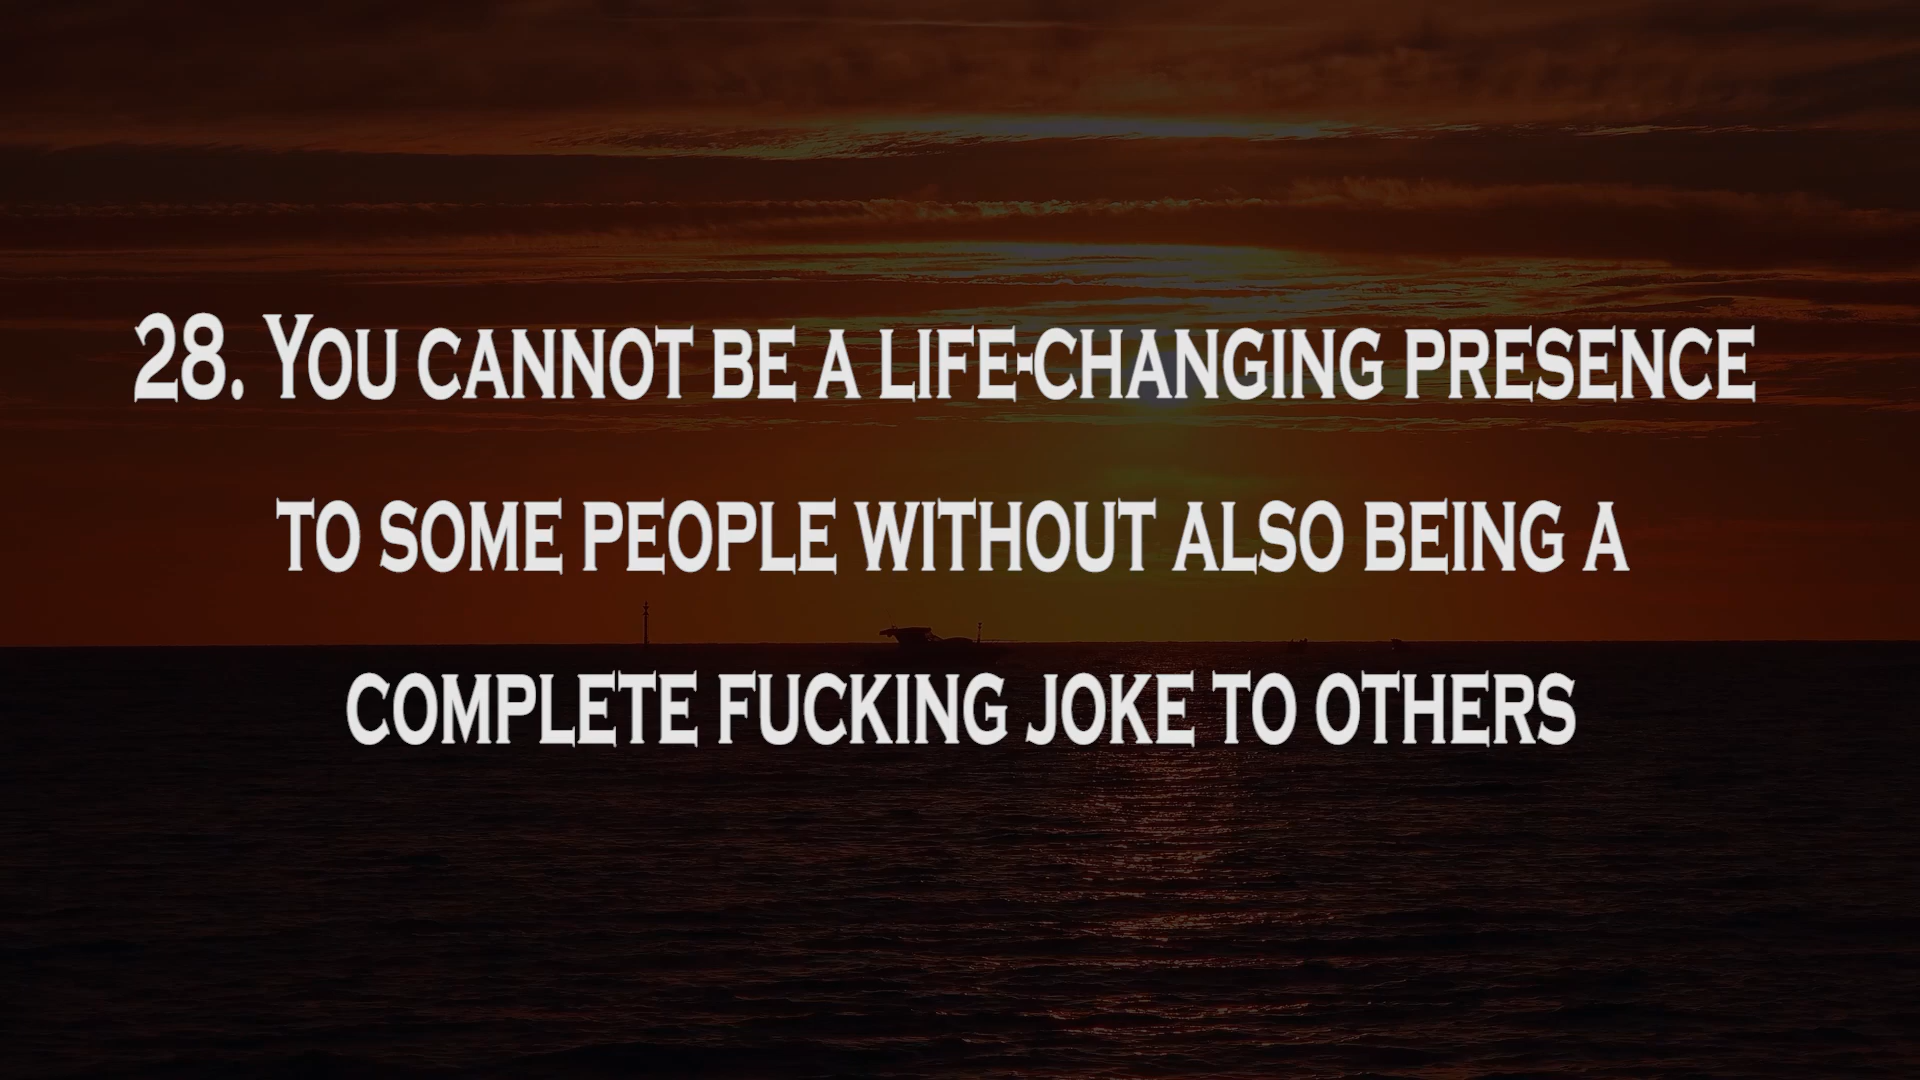 28. You cannot be a life-changing presence
to some people without also being a
complete fucking joke to others